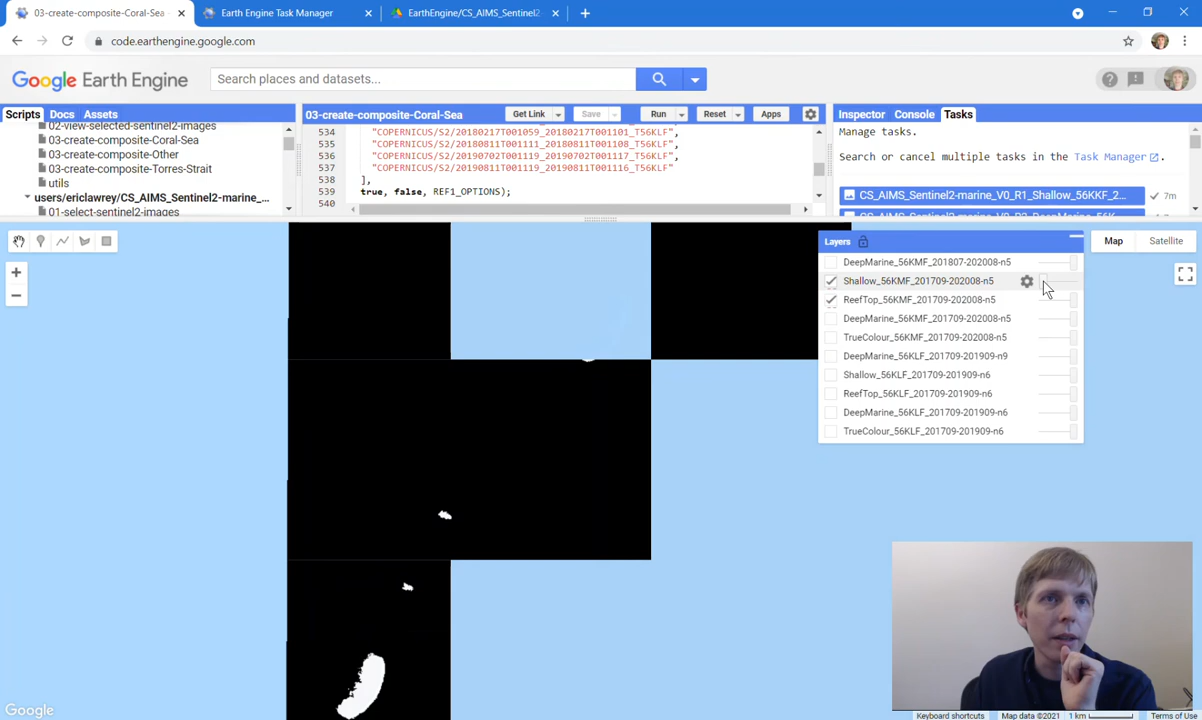 03-create-composite-Coral-Sea
Earth Engine Task Manager
EarthEngine/CS_AIMS_Sentinel2-
code.earthengine.google.com
Google Earth Engine
Search places and datasets...
Scripts Docs Assets
02-view-selected-sentinel2-images
03-create-composite-Coral-Sea
03-create-composite-Other
03-create-composite-Torres-Strait
utils
users/ericlawrey/CS_AIMS_Sentinel2-marine_...
01-select-sentinel2-images
03-create-composite-Coral-Sea
Get Link Save Run Reset Apps
534 "COPERNICUS/S2/20180217T001059_20180217T001101_T56KLF",
535 "COPERNICUS/S2/20180811T001111_20180811T001108_T56KLF",
536 "COPERNICUS/S2/20190702T001119_20190702T001117_T56KLF",
537 "COPERNICUS/S2/20190811T001119_20190811T001116_T56KLF"
538 ],
539 true, false, REF1_OPTIONS);
540
Inspector Console Tasks
Manage tasks.
Search or cancel multiple tasks in the Task Manager.
CS_AIMS_Sentinel2-marine_V0_R1_Shallow_56KKF_2... 7m
Layers
DeepMarine_56KMF_201807-202008-n5
Shallow_56KMF_201709-202008-n5
ReefTop_56KMF_201709-202008-n5
DeepMarine_56KMF_201709-202008-n5
TrueColour_56KMF_201709-202008-n5
DeepMarine_56KLF_201709-201909-n9
Shallow_56KLF_201709-201909-n6
ReefTop_56KLF_201709-201909-n6
DeepMarine_56KLF_201709-201909-n6
TrueColour_56KLF_201709-201909-n6
Map Satellite
Google
Keyboard shortcuts Map data ©2021 1 km Terms of Use